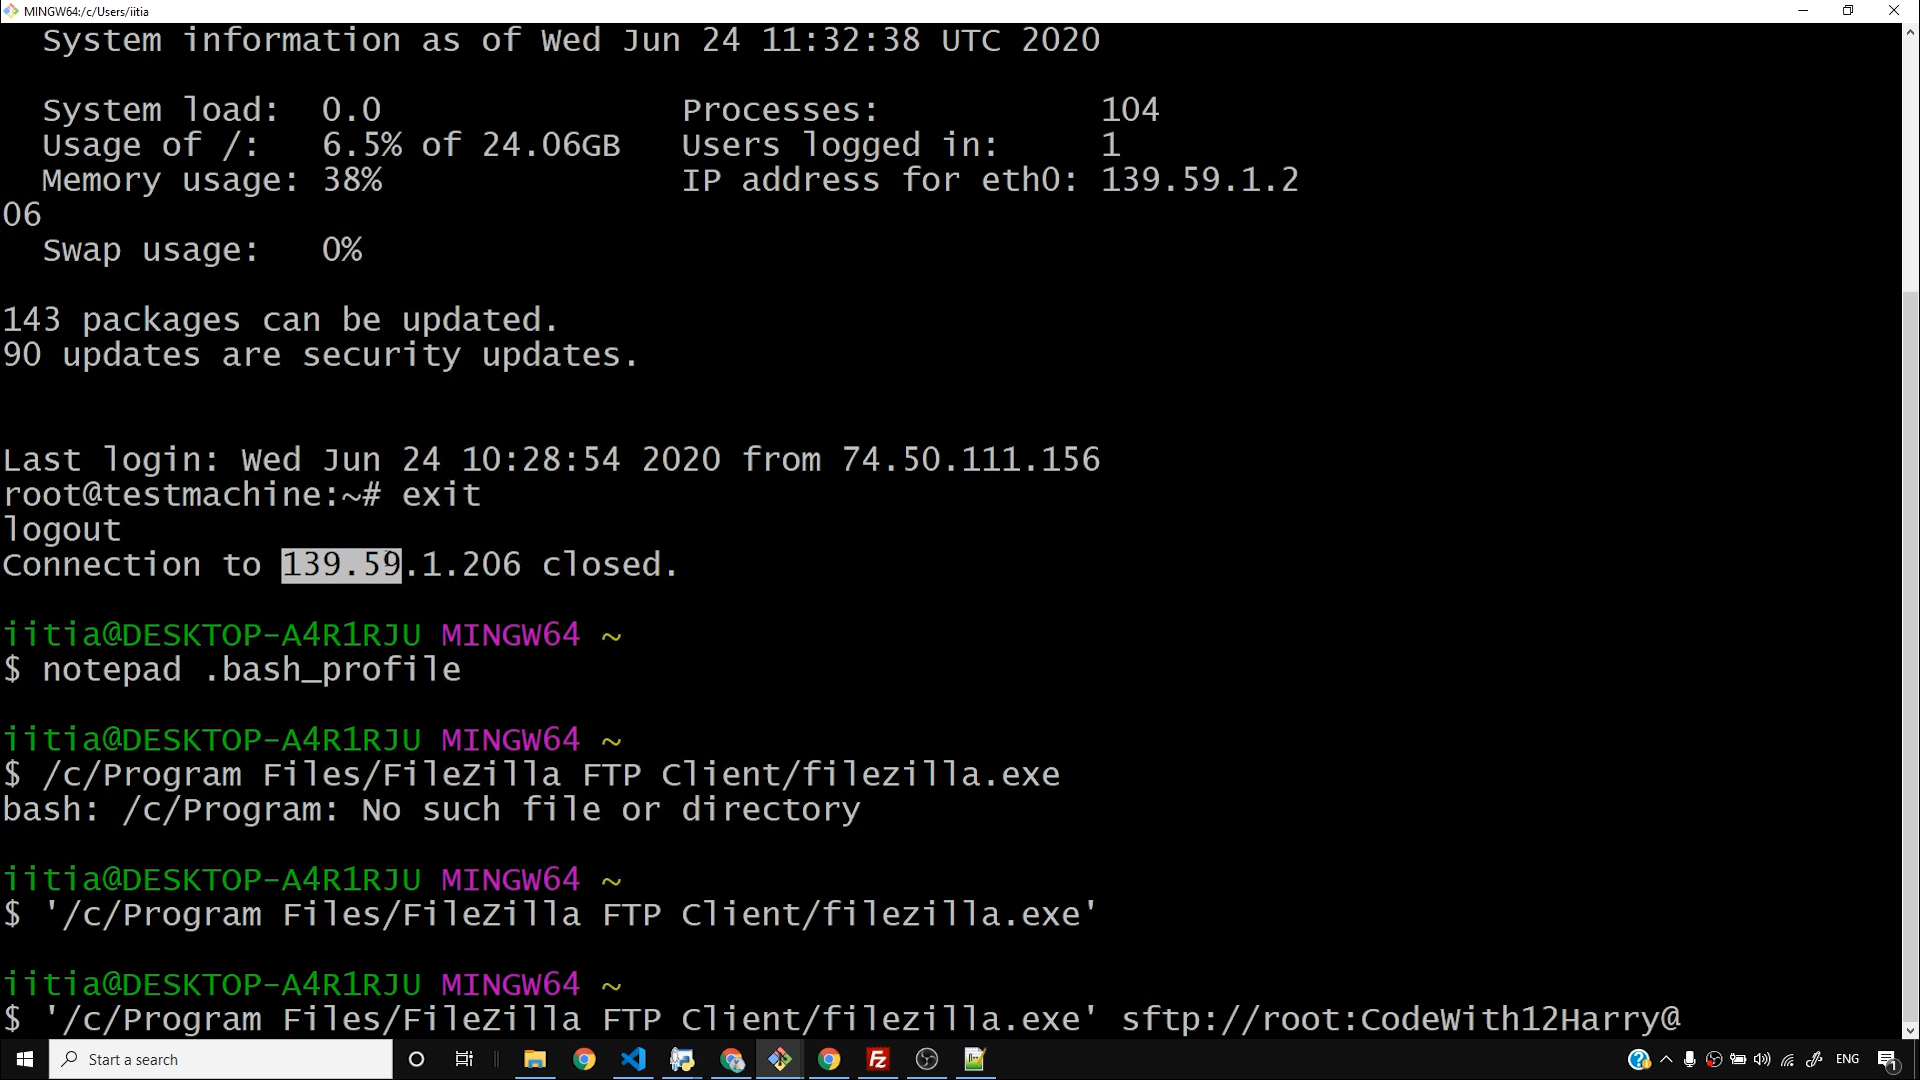 MINGW64:/c/Users/iitia
System information as of Wed Jun 24 11:32:38 UTC 2020
System load: 0.0 Processes: 104
Usage of /: 6.5% of 24.06GB Users logged in: 1
Memory usage: 38% IP address for eth0: 139.59.1.2
06
Swap usage: 0%
143 packages can be updated.
90 updates are security updates.
Last login: Wed Jun 24 10:28:54 2020 from 74.50.111.156
root@testmachine:~# exit
logout
Connection to 139.59.1.206 closed.
iitia@DESKTOP-A4R1RJU MINGW64 ~
$ notepad .bash_profile
iitia@DESKTOP-A4R1RJU MINGW64 ~
$ /c/Program Files/FileZilla FTP Client/filezilla.exe
bash: /c/Program: No such file or directory
iitia@DESKTOP-A4R1RJU MINGW64 ~
$ '/c/Program Files/FileZilla FTP Client/filezilla.exe'
iitia@DESKTOP-A4R1RJU MINGW64 ~
$ '/c/Program Files/FileZilla FTP Client/filezilla.exe' sftp://root:CodeWith12Harry@
Start a search
ENG
1